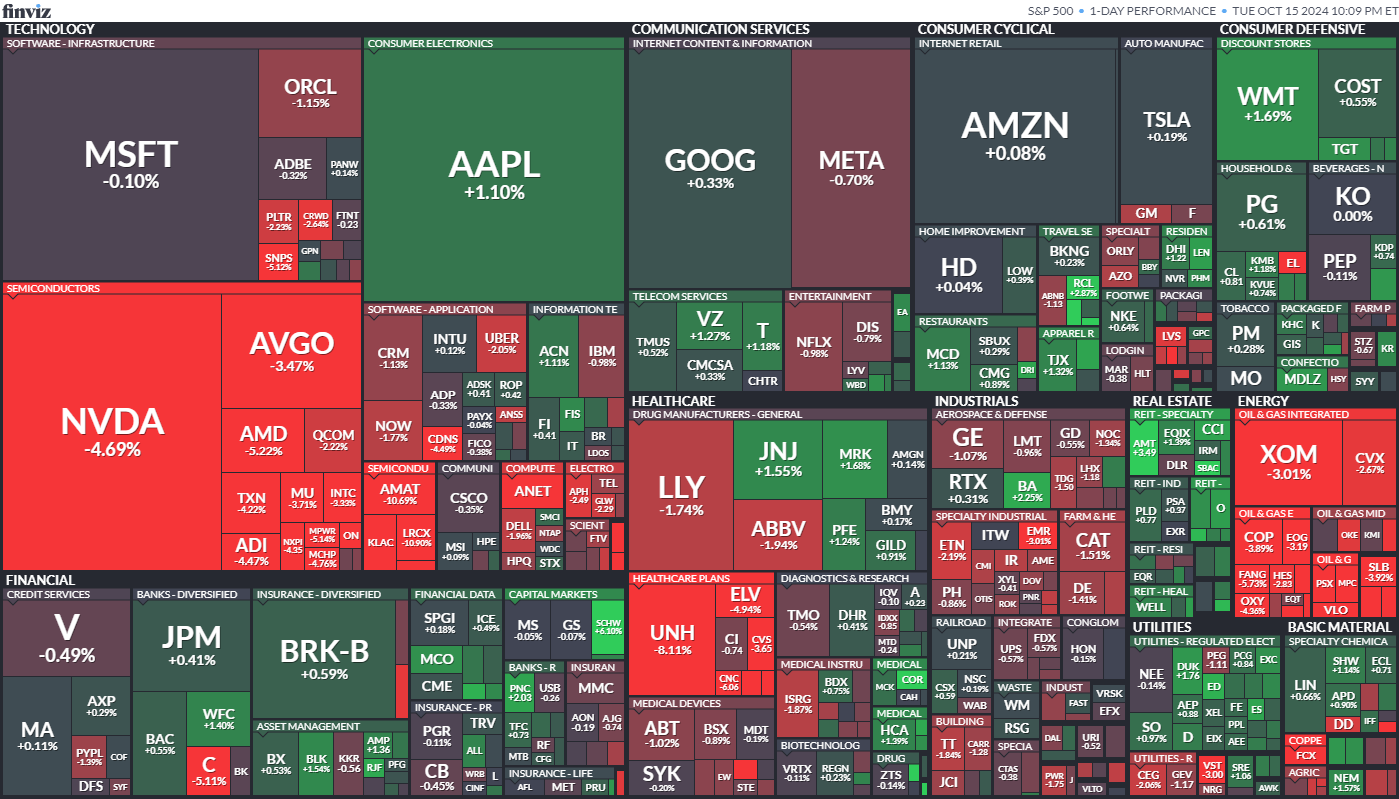 finviz
S&P 500 • 1-DAY PERFORMANCE • TUE OCT 15 2024 10:09 PM ET
TECHNOLOGY
SOFTWARE - INFRASTRUCTURE
MSFT
-0.10%
ORCL
-1.15%
ADBE
-0.32%
PANW
+0.14%
PLTR
-2.23%
CRWD
-2.64%
FTNT
-0.23
SNPS
-5.12%
GPN
CONSUMER ELECTRONICS
AAPL
+1.10%
SEMICONDUCTORS
NVDA
-4.69%
AVGO
-3.47%
AMD
-5.22%
QCOM
-2.22%
TXN
-4.22%
MU
-3.71%
INTC
-3.33%
ADI
-4.47%
NXPI
-4.35
MPWR
-5.14%
ON
MCHP
-4.76%
SOFTWARE - APPLICATION
CRM
-1.13%
INTU
+0.12%
UBER
-2.05%
NOW
-1.77%
ADP
-0.33%
ADSK
+0.41
ROP
+0.42
PAYX
-0.04%
ANSS
CDNS
-4.49%
FICO
-0.38%
INFORMATION TE
ACN
+1.11%
IBM
-0.98%
FI
+0.41
FIS
IT
BR
LDOS
SEMICONDU
AMAT
-10.69%
KLAC
LRCX
-10.90%
COMMUNI
CSCO
-0.35%
MSI
+0.09%
HPE
COMPUTE
ANET
DELL
-1.96%
SMCI
NTAP
WDC
HPQ
STX
ELECTRO
APH
-2.49
TEL
GLW
-2.29
SCIENT
FTV
COMMUNICATION SERVICES
INTERNET CONTENT & INFORMATION
GOOG
+0.33%
META
-0.70%
TELECOM SERVICES
TMUS
+0.52%
VZ
+1.27%
T
+1.18%
CMCSA
+0.33%
CHTR
ENTERTAINMENT
NFLX
-0.98%
DIS
-0.79%
LYV
WBD
EA
CONSUMER CYCLICAL
INTERNET RETAIL
AMZN
+0.08%
AUTO MANUFAC
TSLA
+0.19%
GM
F
HOME IMPROVEMENT
HD
+0.04%
LOW
+0.39%
TRAVEL SE
BKNG
+0.23%
ABNB
-1.13
RCL
+2.87%
SPECIALT
ORLY
BBY
AZO
RESIDEN
DHI
+1.22
LEN
NVR
PHM
RESTAURANTS
MCD
+1.13%
SBUX
+0.29%
CMG
+0.89%
DRI
APPAREL R
TJX
+1.32%
FOOTWE
NKE
+0.64%
PACKAGI
LODGIN
MAR
-0.38
HLT
LVS
GPC
CONSUMER DEFENSIVE
DISCOUNT STORES
WMT
+1.69%
COST
+0.55%
TGT
HOUSEHOLD &
PG
+0.61%
CL
+0.81
KMB
+1.18%
EL
KVUE
+0.74%
BEVERAGES - N
KO
0.00%
PEP
-0.11%
KDP
+0.74
TOBACCO
PM
+0.28%
MO
PACKAGED F
KHC
K
GIS
FARM P
STZ
-0.67
KR
CONFECTIO
MDLZ
HSY
SYY
FINANCIAL
CREDIT SERVICES
V
-0.49%
MA
+0.11%
AXP
+0.29%
PYPL
-1.39%
COF
DFS
SYF
BANKS - DIVERSIFIED
JPM
+0.41%
BAC
+0.55%
WFC
+1.40%
C
-5.11%
BK
INSURANCE - DIVERSIFIED
BRK-B
+0.59%
ASSET MANAGEMENT
BX
+0.53%
BLK
+1.54%
KKR
-0.56
AMP
+1.36
RJF
PFG
FINANCIAL DATA
SPGI
+0.18%
ICE
+0.49%
MCO
CME
INSURANCE - PR
PGR
-0.11%
TRV
ALL
CB
-0.45%
WRB
L
CINF
CAPITAL MARKETS
MS
-0.05%
GS
-0.07%
SCHW
+6.10%
BANKS - R
PNC
+2.03
USB
-0.26
TFC
+0.73
RF
MTB
CFG
INSURAN
MMC
AON
-0.19
AJG
-0.74
INSURANCE - LIFE
AFL
MET
PRU
HEALTHCARE
DRUG MANUFACTURERS - GENERAL
LLY
-1.74%
JNJ
+1.55%
MRK
+1.68%
AMGN
+0.14%
ABBV
-1.94%
PFE
+1.24%
BMY
+0.17%
GILD
+0.91%
HEALTHCARE PLANS
UNH
-8.11%
ELV
-4.94%
CI
-0.74
CVS
-3.65
CNC
-6.06
DIAGNOSTICS & RESEARCH
TMO
-0.54%
DHR
+0.41%
IQV
-0.10
A
+0.23
IDXX
-0.85
MTD
-0.24
MEDICAL INSTRU
ISRG
-1.87%
BDX
+0.75%
MEDICAL
MCK
COR
CAH
MEDICAL DEVICES
ABT
-1.02%
BSX
-0.89%
MDT
-0.19%
SYK
-0.20%
EW
STE
BIOTECHNOLOG
VRTX
-0.11%
REGN
+0.23%
MEDICAL
HCA
+1.39%
DRUG
ZTS
-0.14%
INDUSTRIALS
AEROSPACE & DEFENSE
GE
-1.07%
LMT
-0.96%
GD
-0.55%
NOC
-1.34%
RTX
+0.31%
BA
+2.25%
TDG
-1.50
LHX
-1.18
SPECIALTY INDUSTRIAL
ETN
-2.19%
ITW
EMR
-3.01%
CMI
IR
AME
PH
-0.86%
OTIS
XYL
-0.41
DOV
ROK
PNR
FARM & HE
CAT
-1.51%
DE
-1.41%
RAILROAD
UNP
+0.21%
CSX
+0.59
NSC
+0.19%
WAB
INTEGRATE
UPS
-0.57%
FDX
-0.57%
CONGLOM
HON
-0.15%
WASTE
WM
RSG
INDUST
FAST
VRSK
EFX
BUILDING
TT
-1.84%
CARR
-1.28
JCI
SPECIA
CTAS
-0.38
DAL
URI
-0.52
PWR
-1.75
J
VLTO
REAL ESTATE
REIT - SPECIALTY
AMT
+3.49
EQIX
+1.39%
CCI
IRM
DLR
SBAC
REIT - IND
PLD
+0.77
PSA
+0.37
EXR
REIT -
O
REIT - RESI
EQR
REIT - HEAL
WELL
ENERGY
OIL & GAS INTEGRATED
XOM
-3.01%
CVX
-2.67%
OIL & GAS E
COP
-3.89%
EOG
-3.19
FANG
-5.73%
HES
-2.83
OXY
-4.36%
EQT
OIL & GAS MID
OKE
KMI
OIL & G
PSX
MPC
VLO
SLB
-3.92%
UTILITIES
UTILITIES - REGULATED ELECT
NEE
-0.14%
DUK
+1.76
PEG
-1.11
PCG
+0.84
EXC
ED
SO
+0.97%
AEP
+0.88
XEL
FE
ES
PPL
D
EIX
AEE
UTILITIES - R
CEG
-2.06%
GEV
-1.17
VST
-3.00
NRG
SRE
+1.06
AWK
BASIC MATERIAL
SPECIALTY CHEMICA
LIN
+0.66%
SHW
+1.14%
ECL
+0.71
APD
+0.90%
DD
IFF
COPPE
FCX
AGRIC
NEM
+1.57%